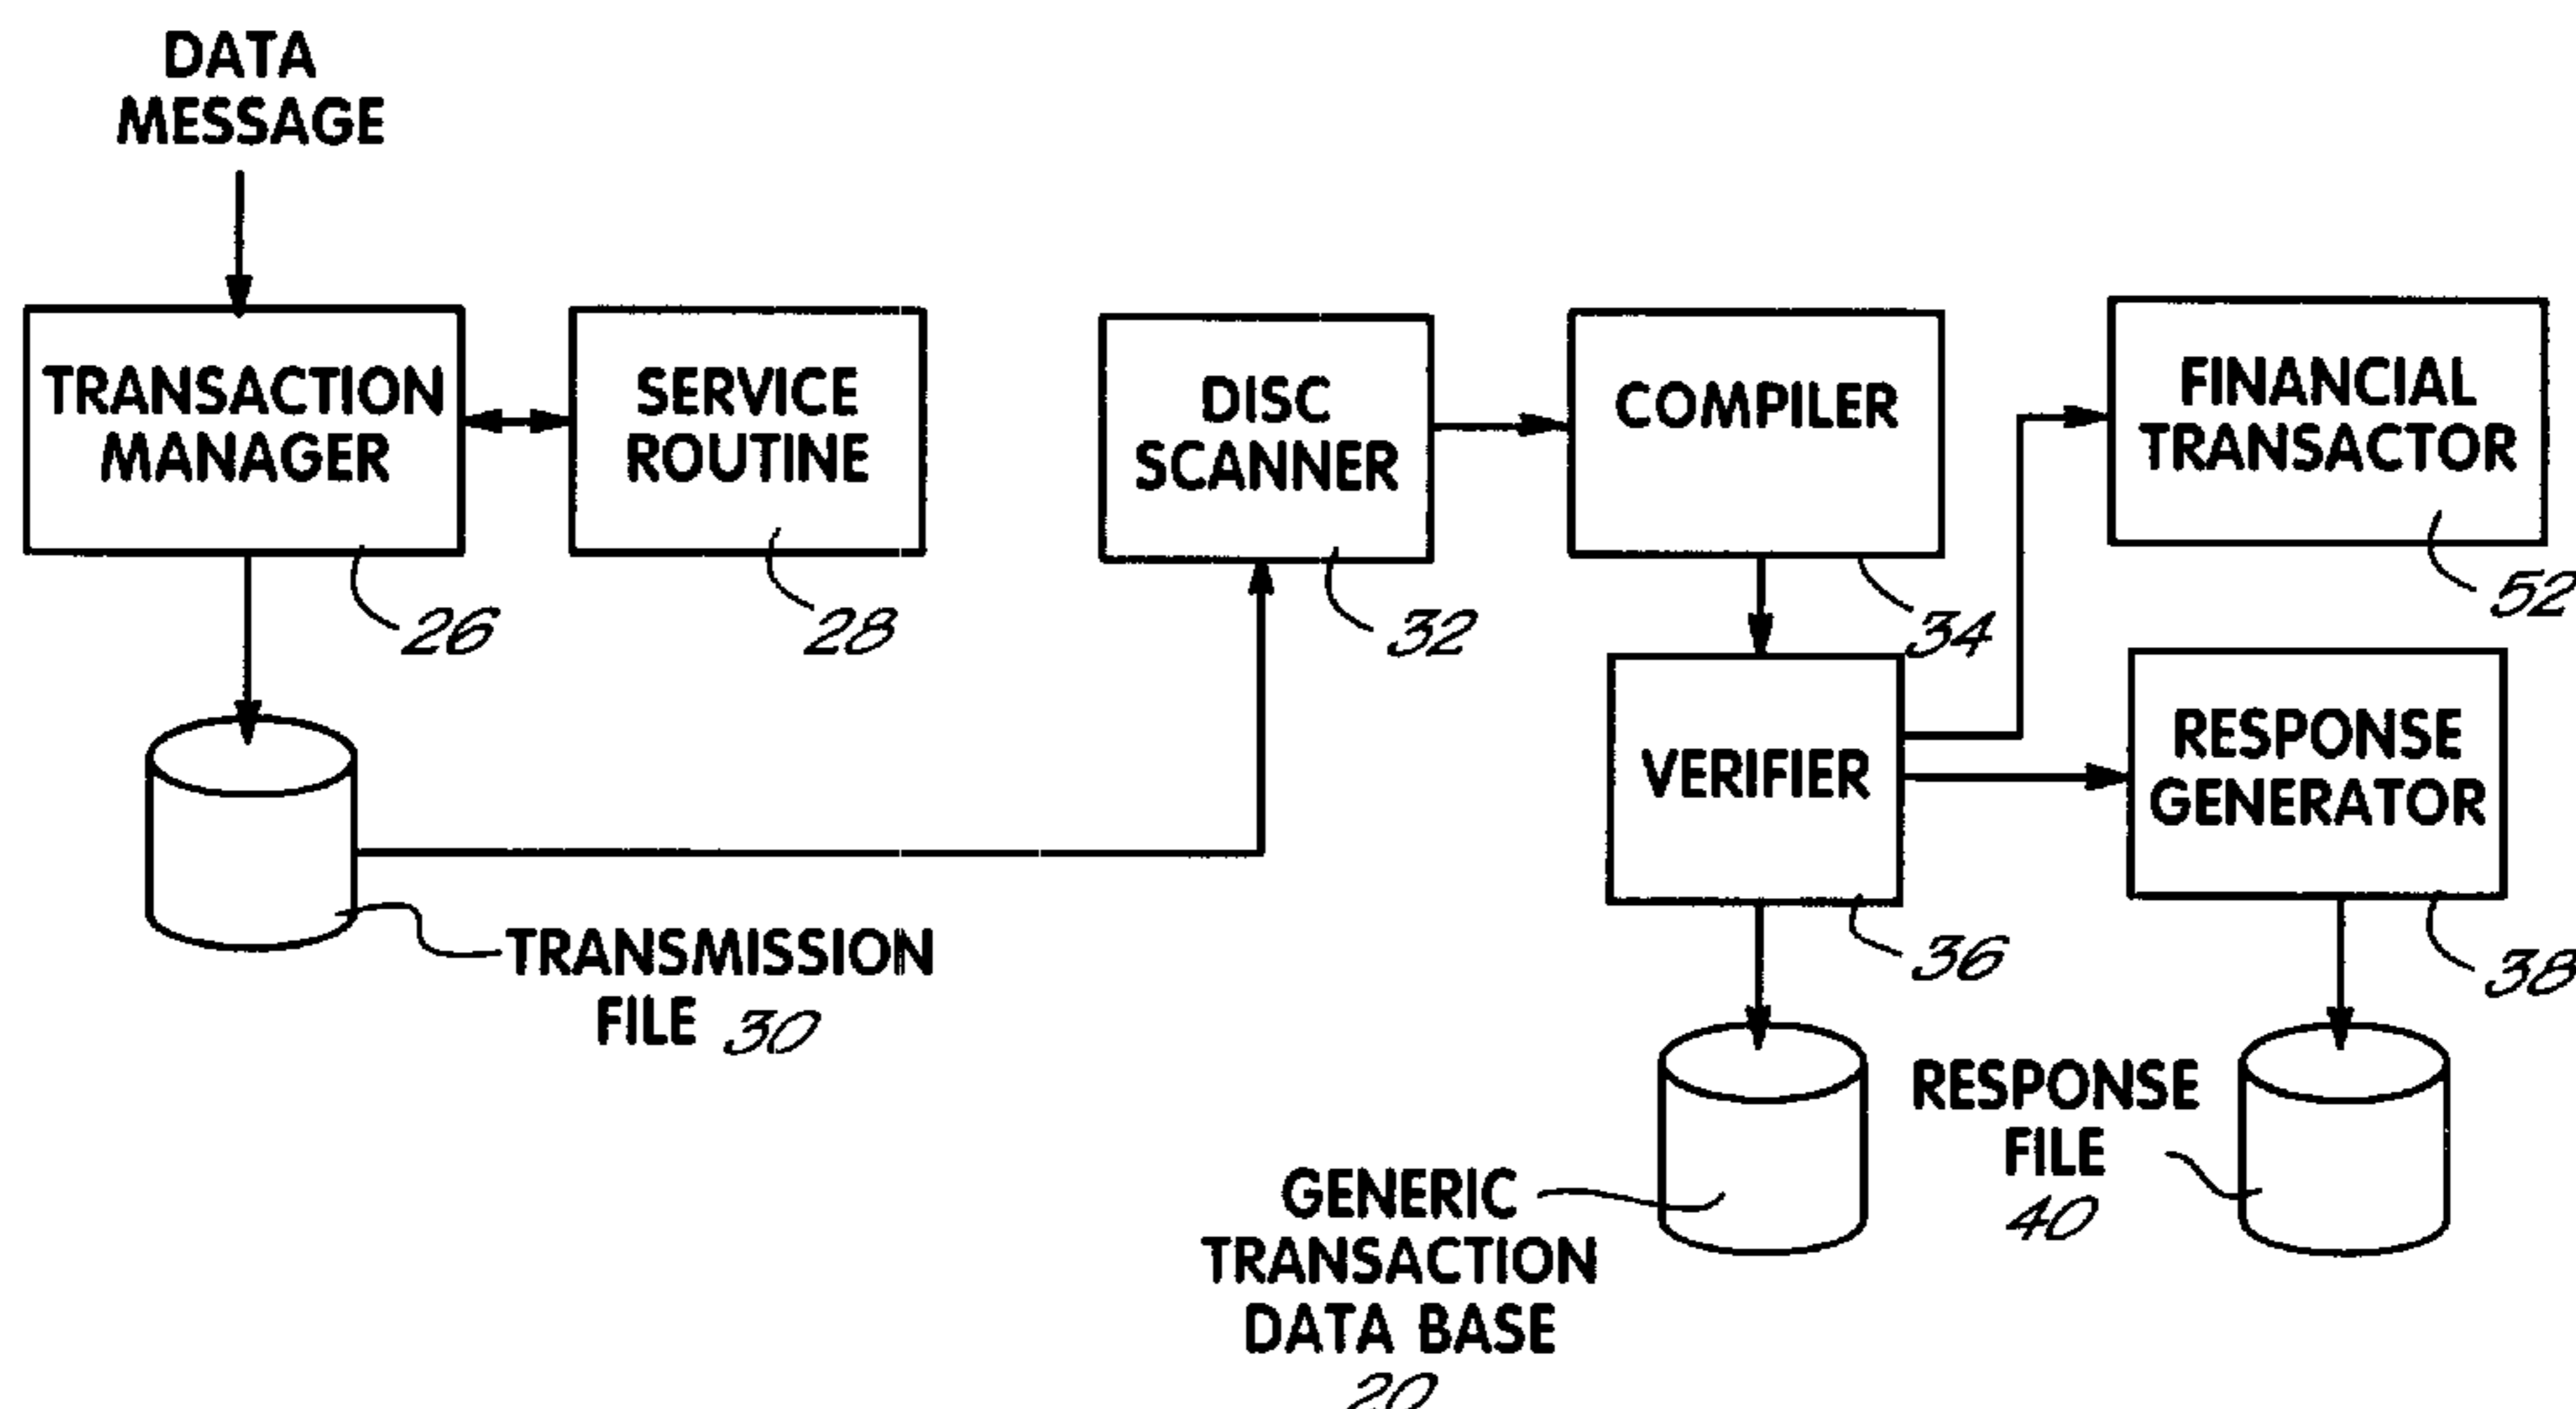 DATA
MESSAGE
TRANSACTION
MANAGER
26
SERVICE
ROUTINE
28
DISC
SCANNER
32
COMPILER
34
FINANCIAL
TRANSACTOR
52
VERIFIER
36
RESPONSE
GENERATOR
38
TRANSMISSION
FILE 30
GENERIC
TRANSACTION
DATA BASE
20
RESPONSE
FILE
40